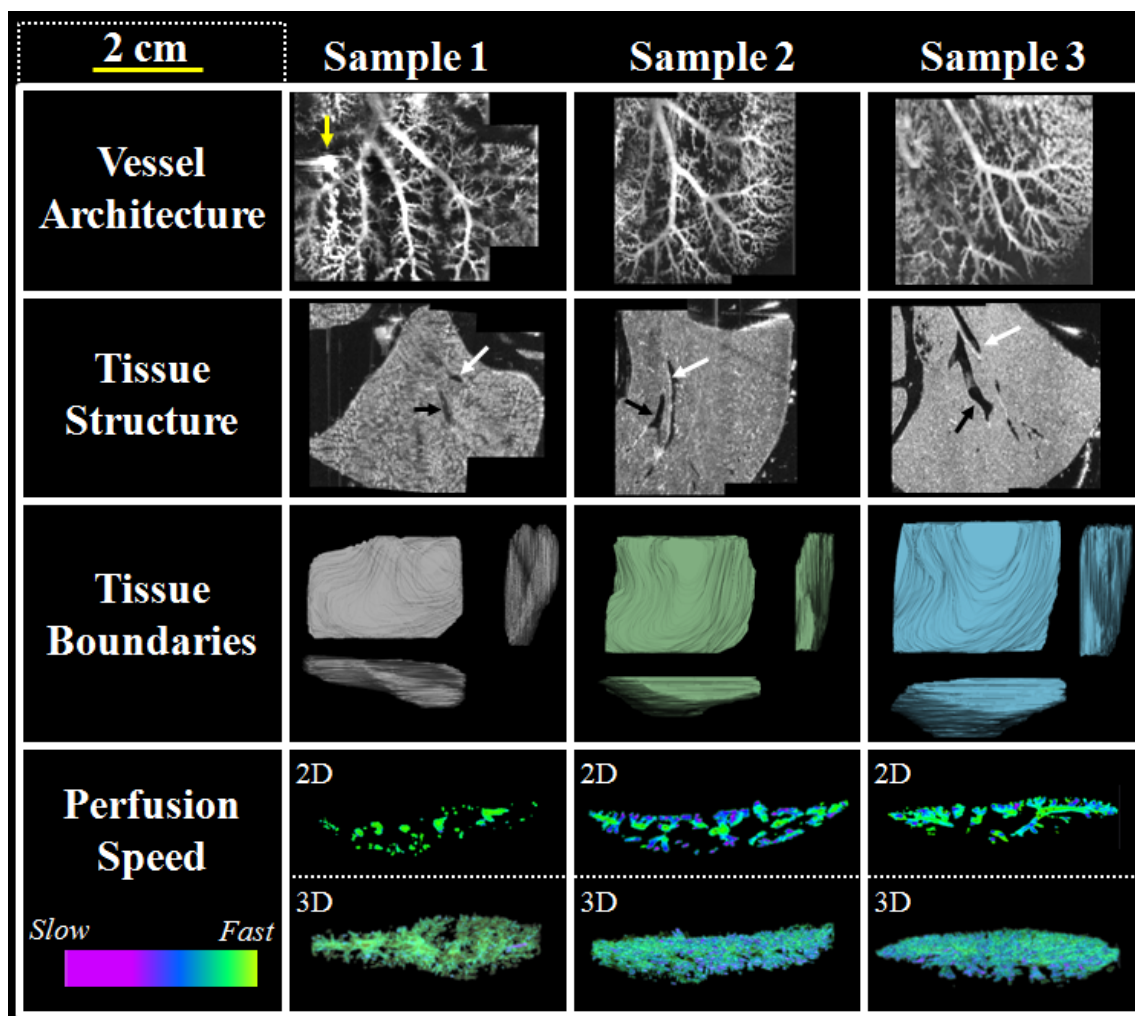 2 cm
Sample 1
Sample 2
Sample 3
Vessel
Architecture
Tissue
Structure
Tissue
Boundaries
Perfusion
Speed
Slow
Fast
2D
2D
2D
3D
3D
3D